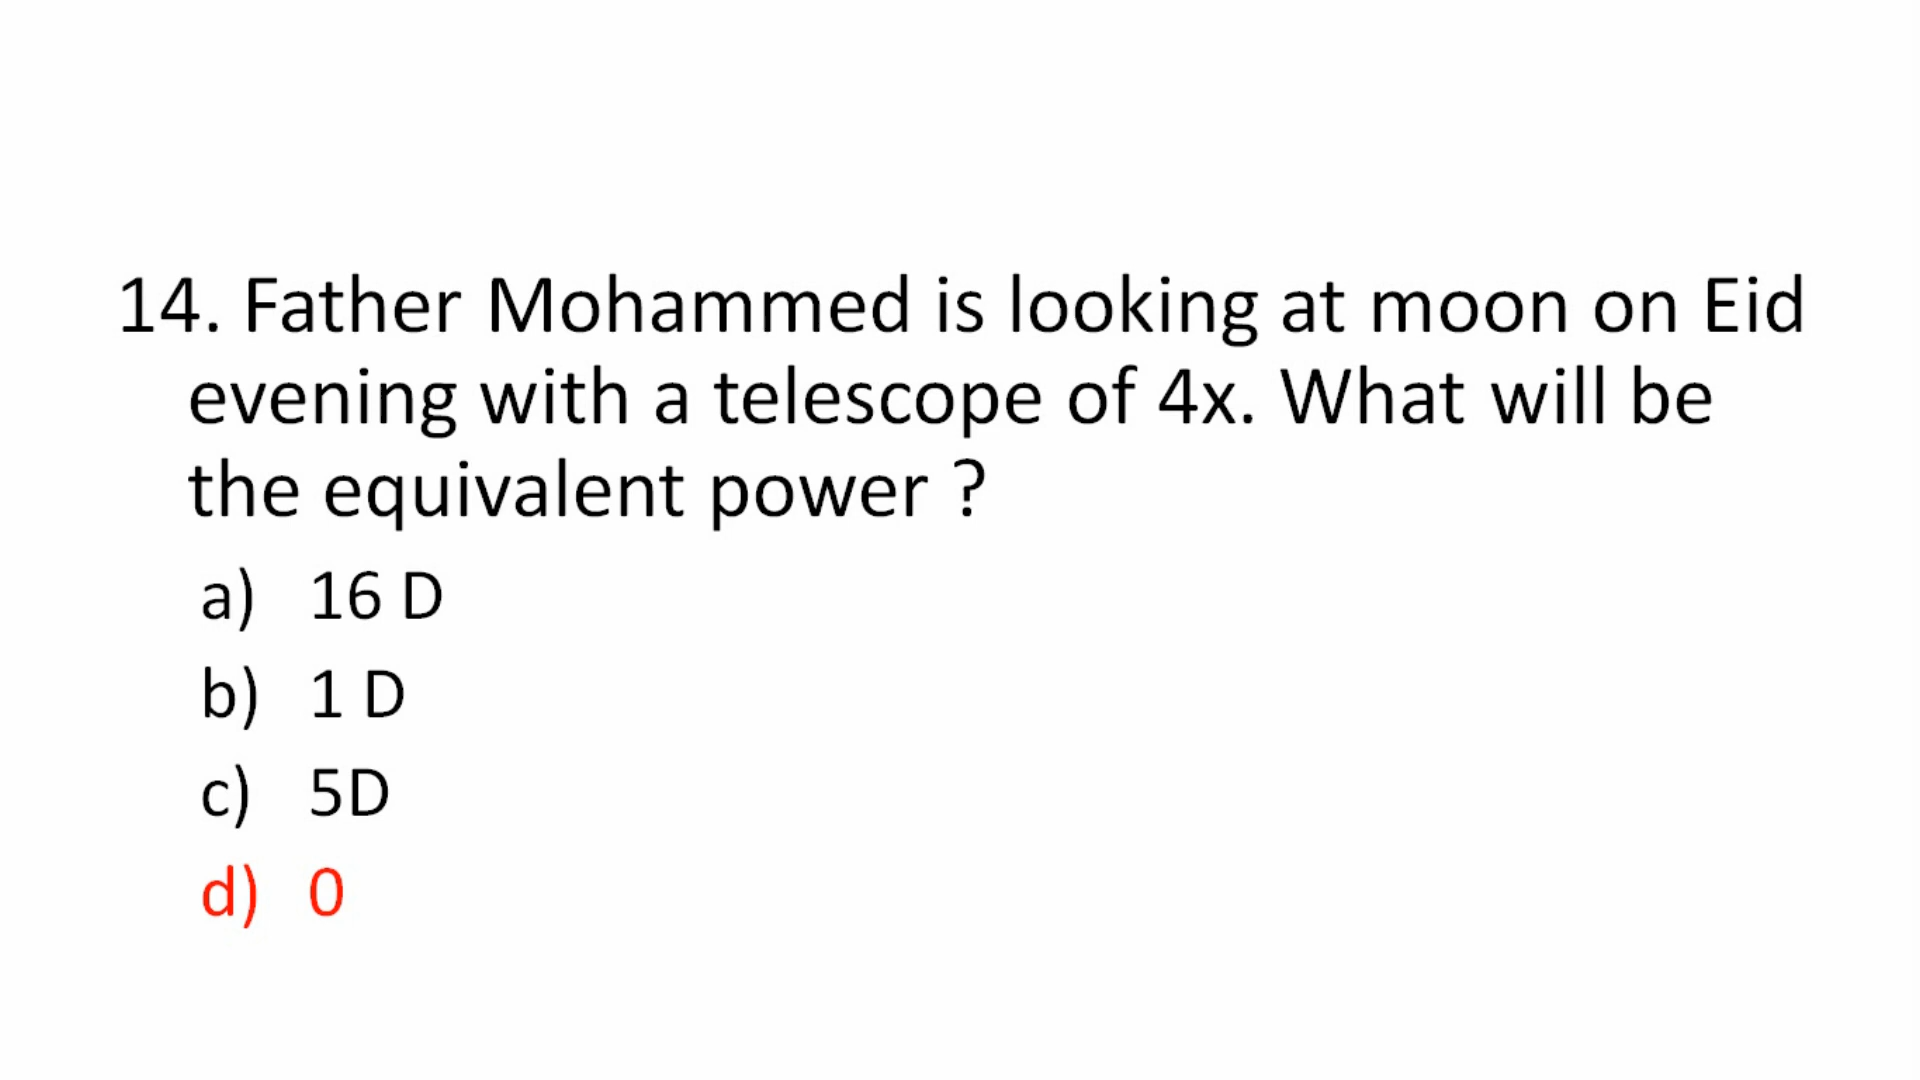 14. Father Mohammed is looking at moon on Eid
evening with a telescope of 4x. What will be
the equivalent power ?
a) 16 D
b) 1 D
c) 5D
d) 0